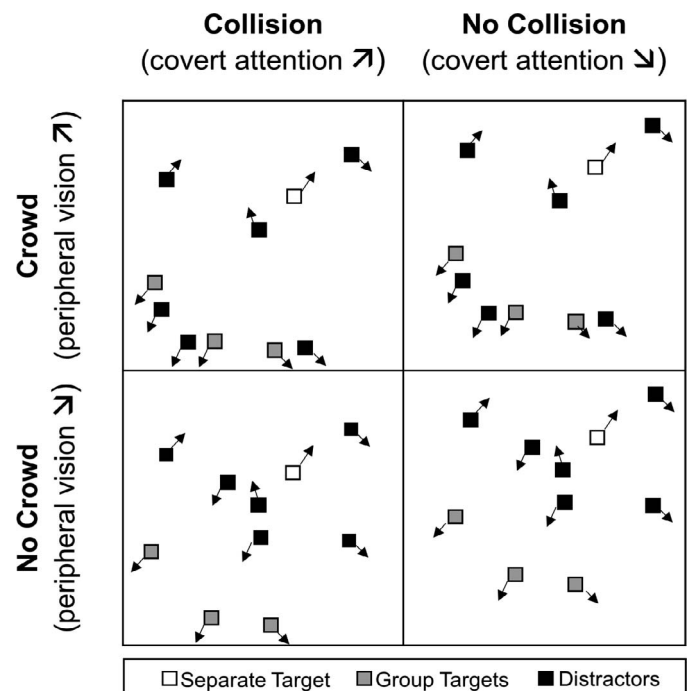 Collision
(covert attention ↗)
No Collision
(covert attention ↘)
Crowd
(peripheral vision ↗)
No Crowd
(peripheral vision ↘)
Separate Target
Group Targets
Distractors